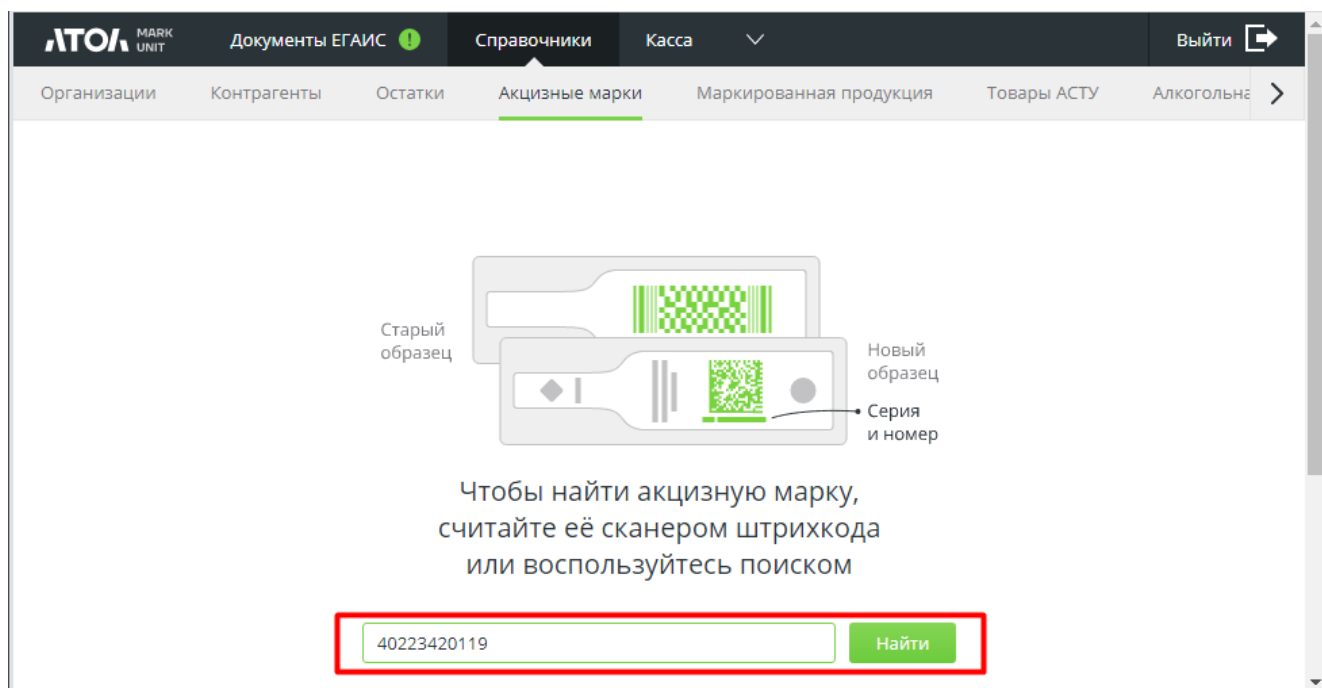 АТОЛ MARK UNIT
Документы ЕГАИС ! Справочники Касса Выйти
Организации Контрагенты Остатки Акцизные марки Маркированная продукция Товары АСТУ Алкогольна
Старый
образец
Новый
образец
Серия
и номер
Чтобы найти акцизную марку,
считайте её сканером штрихкода
или воспользуйтесь поиском
40223420119 Найти